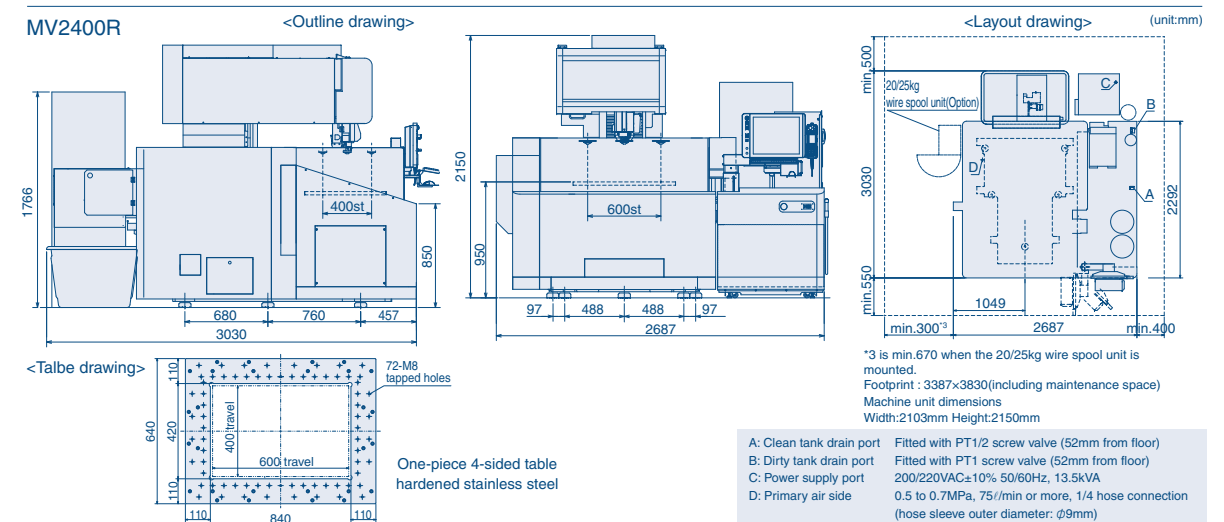 MV2400R
<Outline drawing>
<Layout drawing>
(unit:mm)
1766
400st
850
680
760
457
3030
2150
950
600st
97
488
488
97
2687
min.500
20/25kg
wire spool unit(Option)
C
B
D
A
3030
2292
min.550
1049
min.300*3
2687
min.400
*3 is min.670 when the 20/25kg wire spool unit is
mounted.
Footprint : 3387×3830(including maintenance space)
Machine unit dimensions
Width:2103mm Height:2150mm
<Talbe drawing>
72-M8
tapped holes
110
640
420
110
400 travel
600 travel
110
840
110
One-piece 4-sided table
hardened stainless steel
A: Clean tank drain port Fitted with PT1/2 screw valve (52mm from floor)
B: Dirty tank drain port Fitted with PT1 screw valve (52mm from floor)
C: Power supply port 200/220VAC±10% 50/60Hz, 13.5kVA
D: Primary air side 0.5 to 0.7MPa, 75ℓ/min or more, 1/4 hose connection
(hose sleeve outer diameter: ∅9mm)